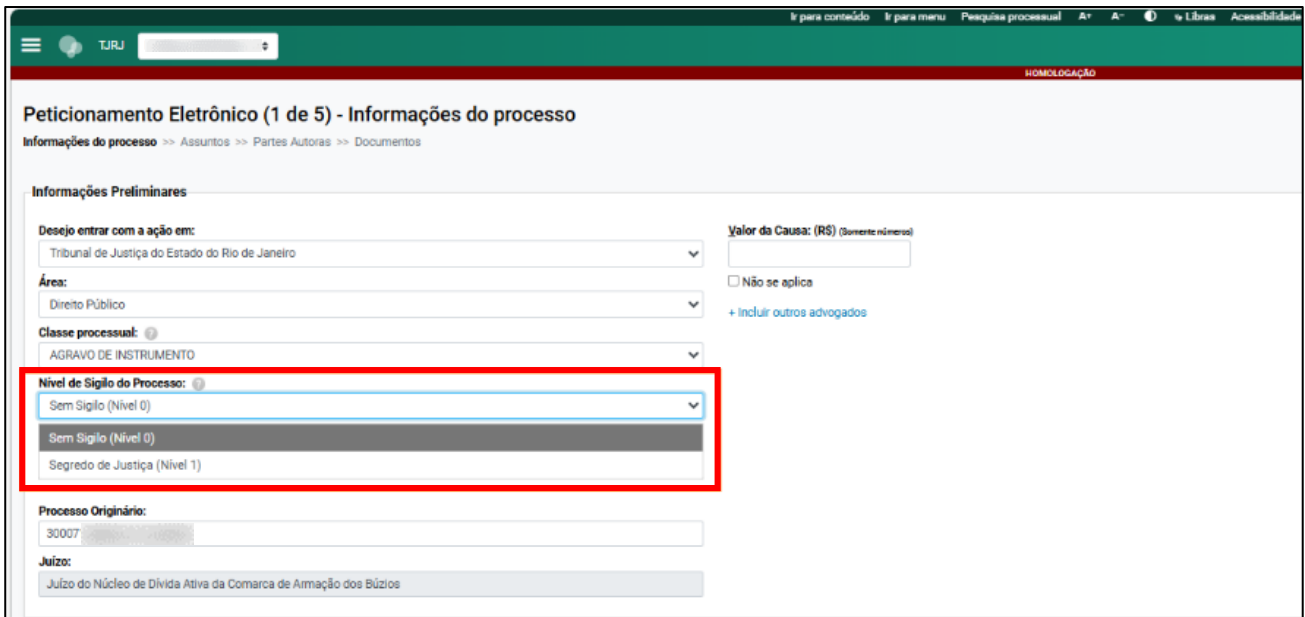 Ir para conteúdo Ir para menu Pesquisa processual A+ A- Libras Acessibilidade
TJRJ
HOMOLOGAÇÃO
Peticionamento Eletrônico (1 de 5) - Informações do processo
Informações do processo >> Assuntos >> Partes Autoras >> Documentos
Informações Preliminares
Desejo entrar com a ação em:
Tribunal de Justiça do Estado do Rio de Janeiro
Valor da Causa: (R$) (Somente números)
Não se aplica
+ Incluir outros advogados
Área:
Direito Público
Classe processual: ?
AGRAVO DE INSTRUMENTO
Nível de Sigilo do Processo: ?
Sem Sigilo (Nível 0)
Sem Sigilo (Nível 0)
Segredo de Justiça (Nível 1)
Processo Originário:
30007
Juízo:
Juízo do Núcleo de Dívida Ativa da Comarca de Armação dos Búzios